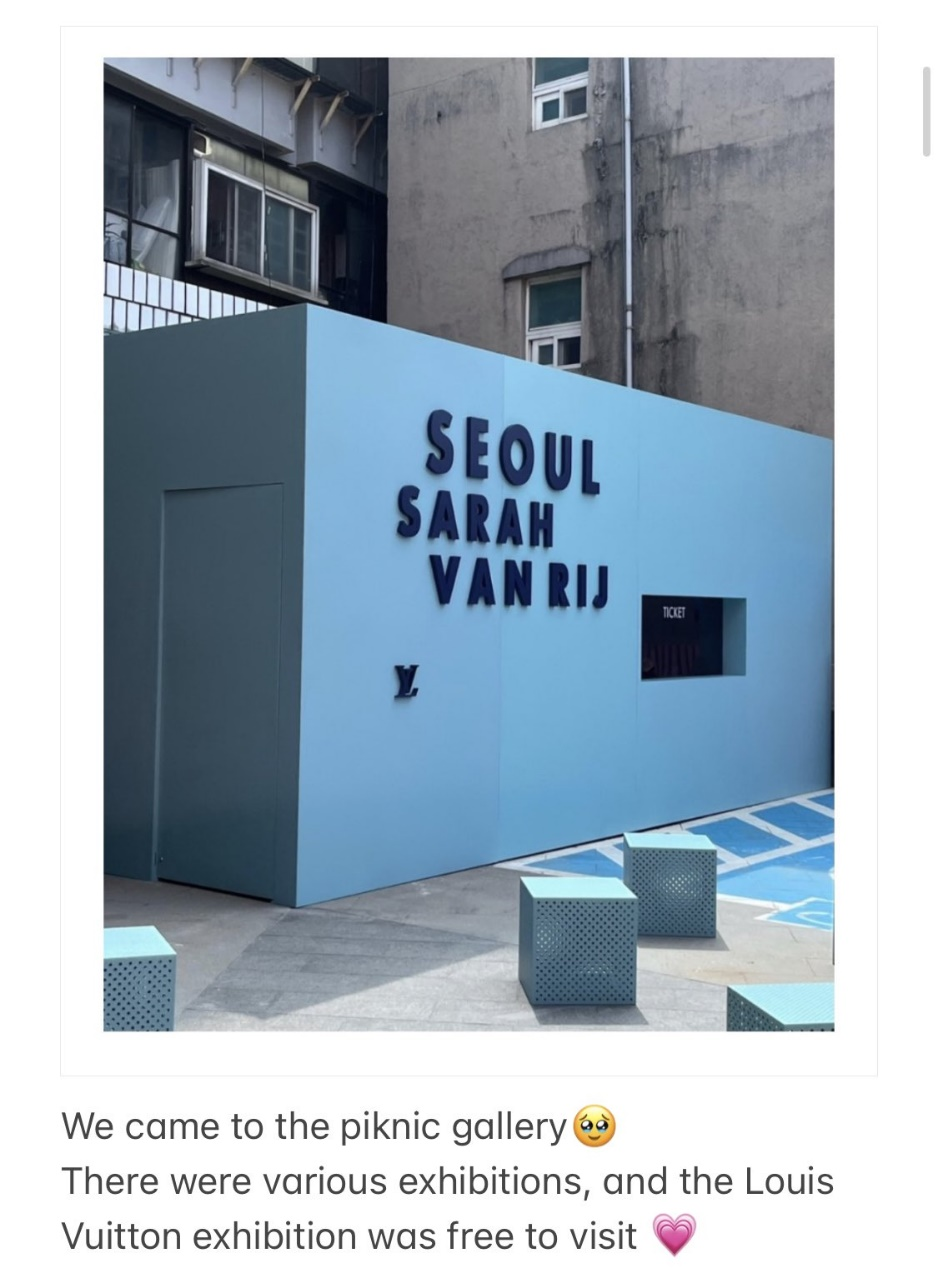 SEOUL
SARAH
VAN RIJ
TICKET
LV
We came to the piknic gallery🥹
There were various exhibitions, and the Louis
Vuitton exhibition was free to visit 💗